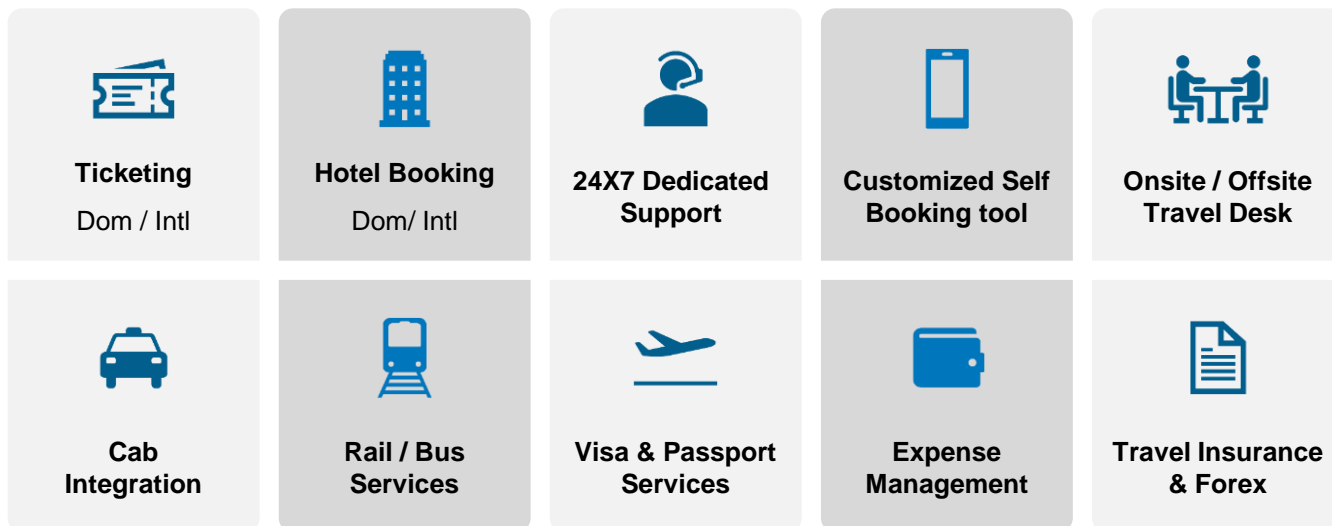 Ticketing
Dom / Intl
Hotel Booking
Dom/ Intl
24X7 Dedicated
Support
Customized Self
Booking tool
Onsite / Offsite
Travel Desk
Cab
Integration
Rail / Bus
Services
Visa & Passport
Services
Expense
Management
Travel Insurance
& Forex